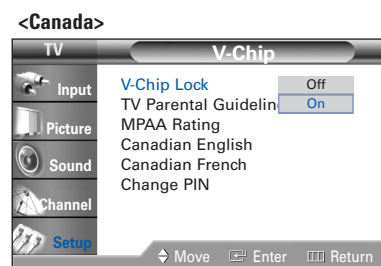 <Canada>
TV
V-Chip
Input
Picture
Sound
Channel
Setup
V-Chip Lock
Off
TV Parental Guidelin
On
MPAA Rating
Canadian English
Canadian French
Change PIN
Move Enter Return